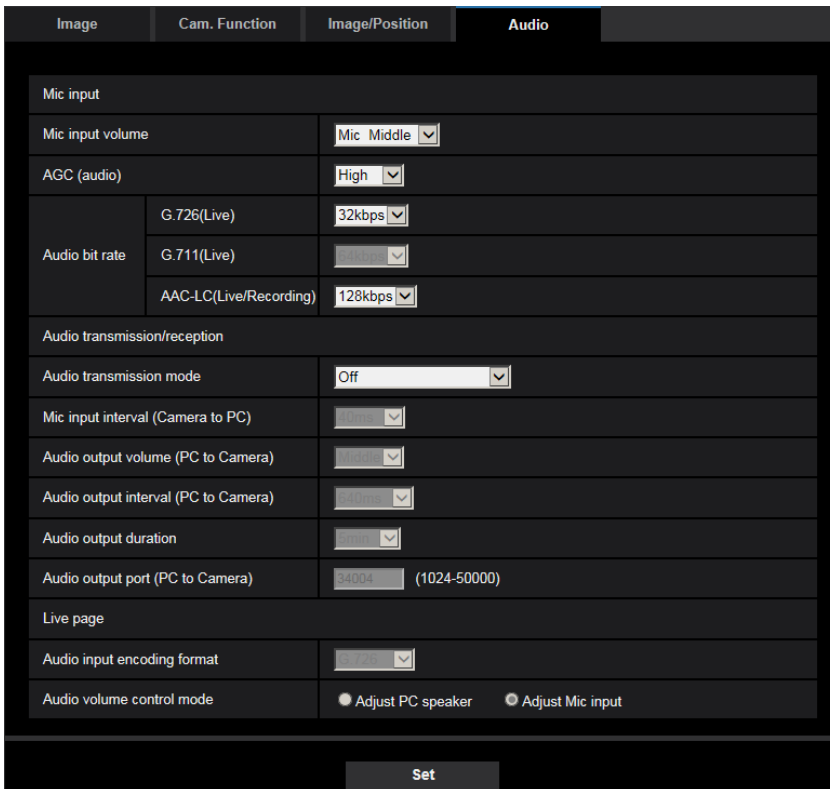 Image Cam. Function Image/Position Audio
Mic input
Mic input volume Mic Middle
AGC (audio) High
Audio bit rate
G.726(Live) 32kbps
G.711(Live) 64kbps
AAC-LC(Live/Recording) 128kbps
Audio transmission/reception
Audio transmission mode Off
Mic input interval (Camera to PC) 40ms
Audio output volume (PC to Camera) Middle
Audio output interval (PC to Camera) 640ms
Audio output duration 5min
Audio output port (PC to Camera) 34004 (1024-50000)
Live page
Audio input encoding format G.726
Audio volume control mode Adjust PC speaker Adjust Mic input
Set